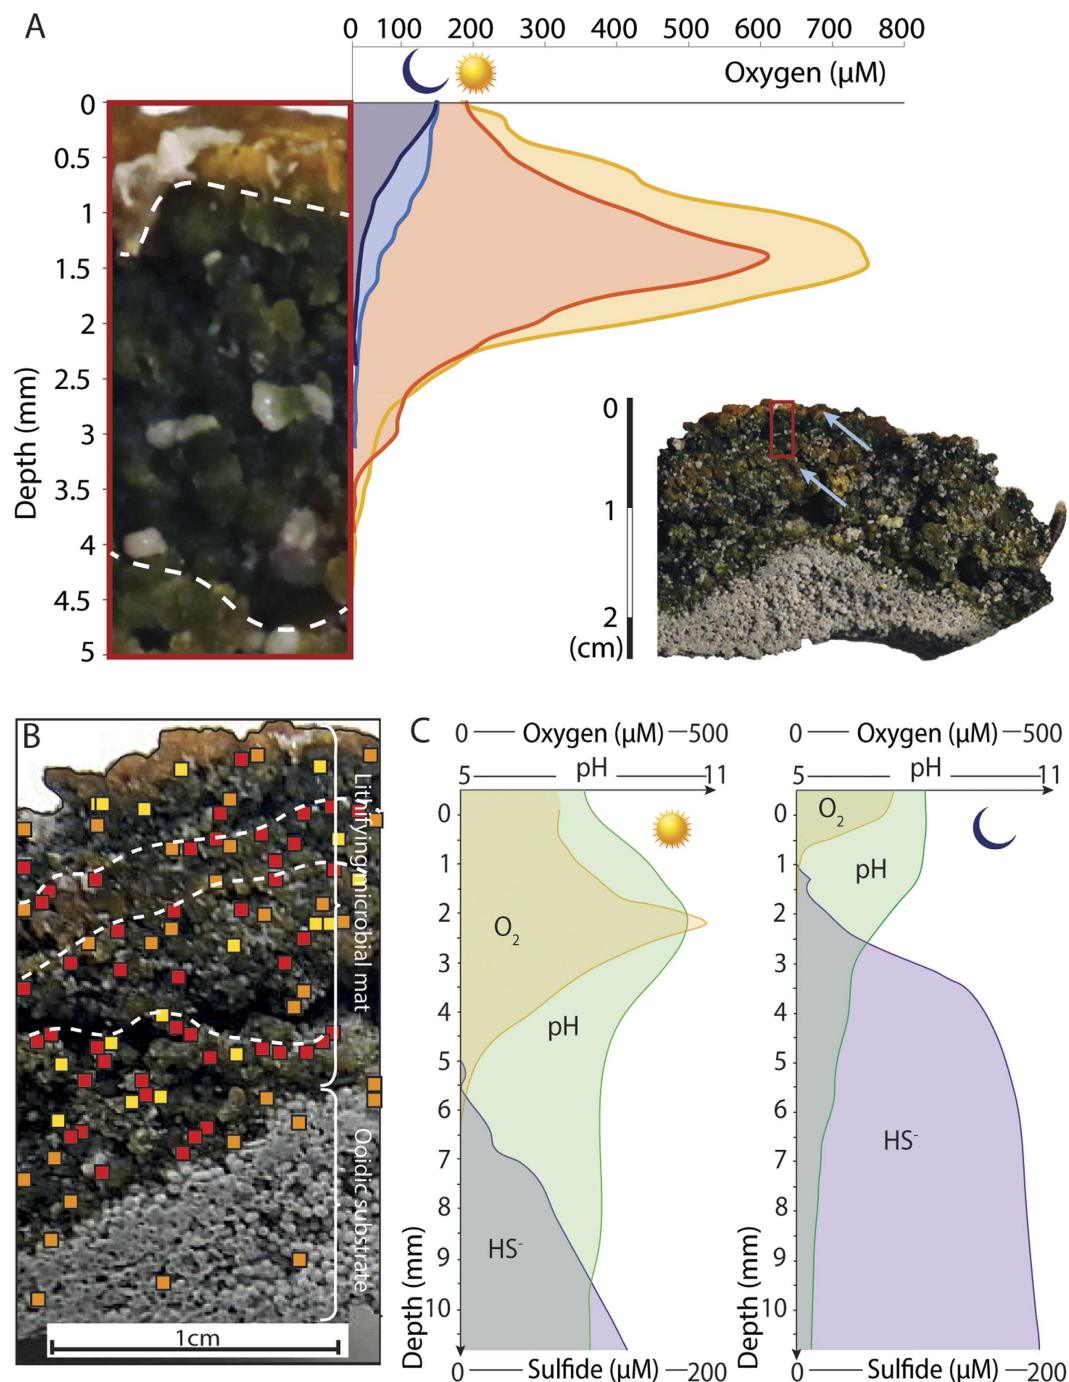 A
0 100 200 300 400 500 600 700 800
Oxygen (µM)
0
0.5
1
1.5
2
2.5
3
3.5
4
4.5
5
Depth (mm)
0
1
2
(cm)
B
Lithifying microbial mat
Ooidic substrate
1cm
C
0 Oxygen (µM) 500
5 pH 11
0
1
2
3
4
5
6
7
8
9
10
O2
pH
HS-
Depth (mm)
0 Sulfide (µM) 200
0 Oxygen (µM) 500
5 pH 11
0
1
2
3
4
5
6
7
8
9
10
O2
pH
HS-
Depth (mm)
0 Sulfide (µM) 200